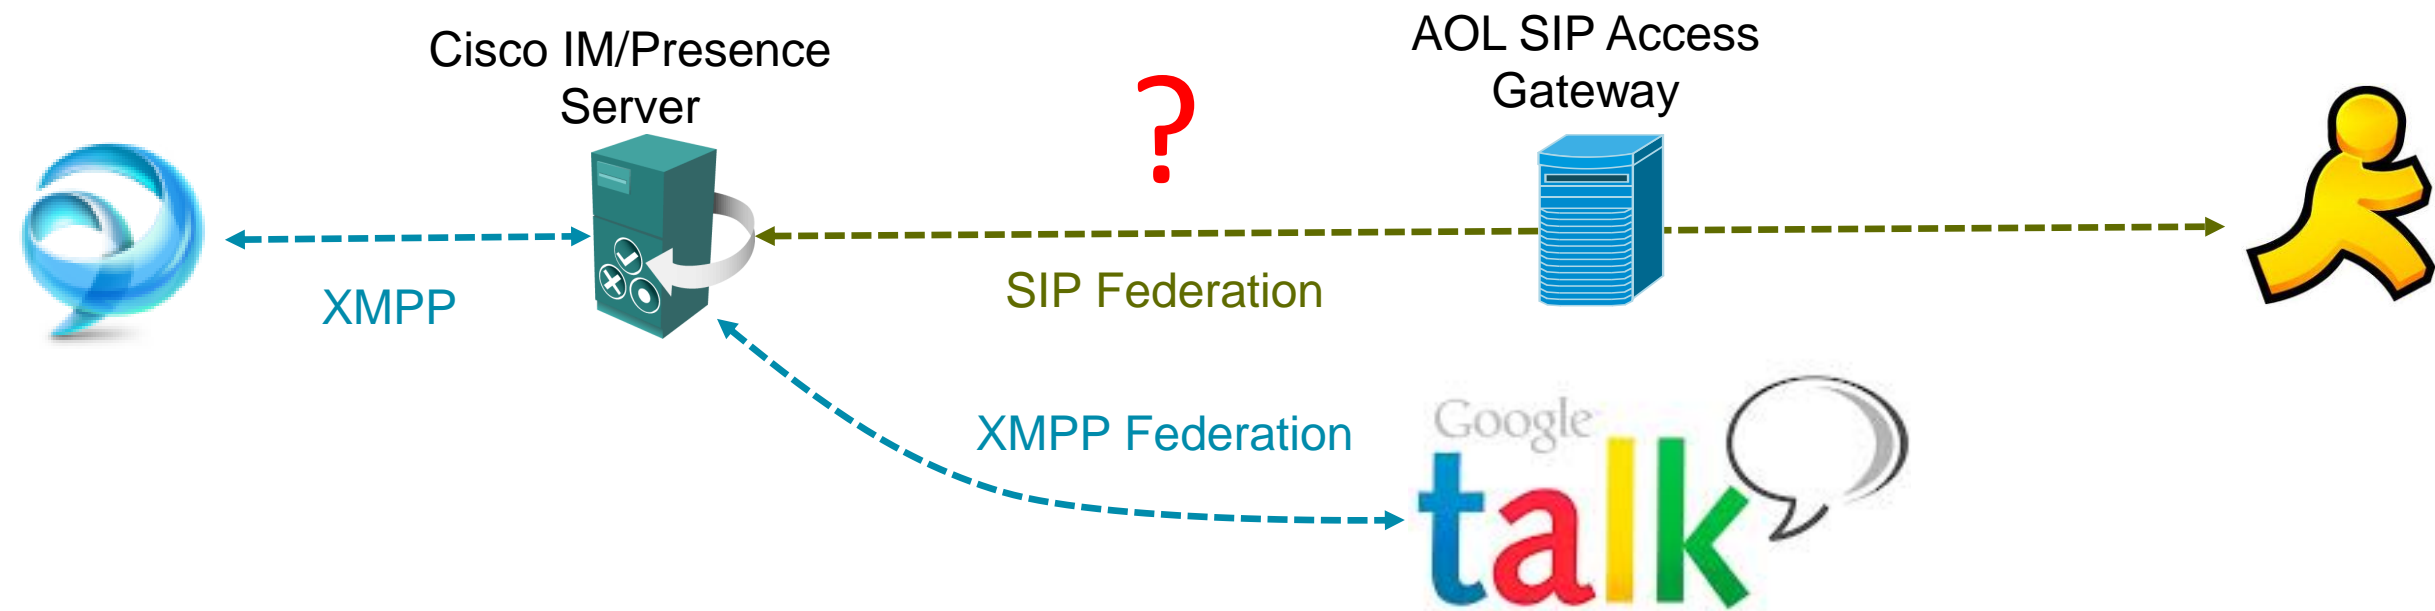 Cisco IM/Presence
Server
?
AOL SIP Access
Gateway
XMPP
SIP Federation
XMPP Federation
Google
talk